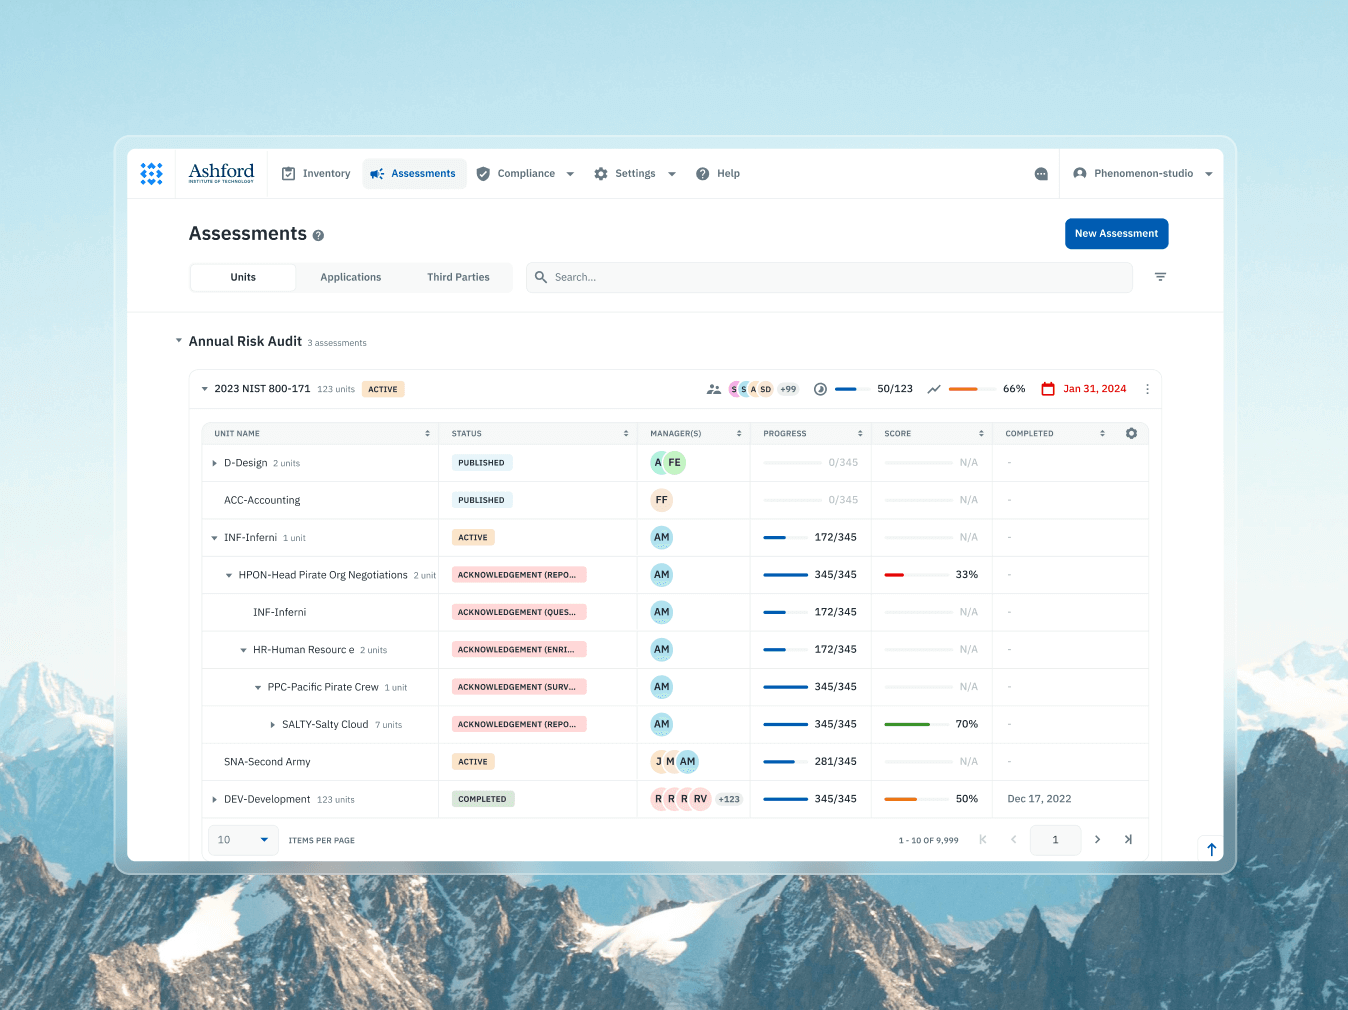 Ashford
INSTITUTE OF TECHNOLOGY
Inventory
Assessments
Compliance
Settings
Help
Phenomenon-studio
Assessments
New Assessment
Units
Applications
Third Parties
Search...
Annual Risk Audit 3 assessments
2023 NIST 800-171 123 units ACTIVE S S A SD +99 50/123 66% Jan 31, 2024
UNIT NAME STATUS MANAGER(S) PROGRESS SCORE COMPLETED
D-Design 2 units PUBLISHED A FE 0/345 N/A -
ACC-Accounting PUBLISHED FF 0/345 N/A -
INF-Inferni 1 unit ACTIVE AM 172/345 N/A -
HPON-Head Pirate Org Negotiations 2 unit ACKNOWLEDGEMENT (REPO... AM 345/345 33% -
INF-Inferni ACKNOWLEDGEMENT (QUES... AM 172/345 N/A -
HR-Human Resourc e 2 units ACKNOWLEDGEMENT (ENRI... AM 172/345 N/A -
PPC-Pacific Pirate Crew 1 unit ACKNOWLEDGEMENT (SURV... AM 345/345 N/A -
SALTY-Salty Cloud 7 units ACKNOWLEDGEMENT (REPO... AM 345/345 70% -
SNA-Second Army ACTIVE J M AM 281/345 N/A -
DEV-Development 123 units COMPLETED R R R RV +123 345/345 50% Dec 17, 2022
10 ITEMS PER PAGE 1 - 10 OF 9,999 1